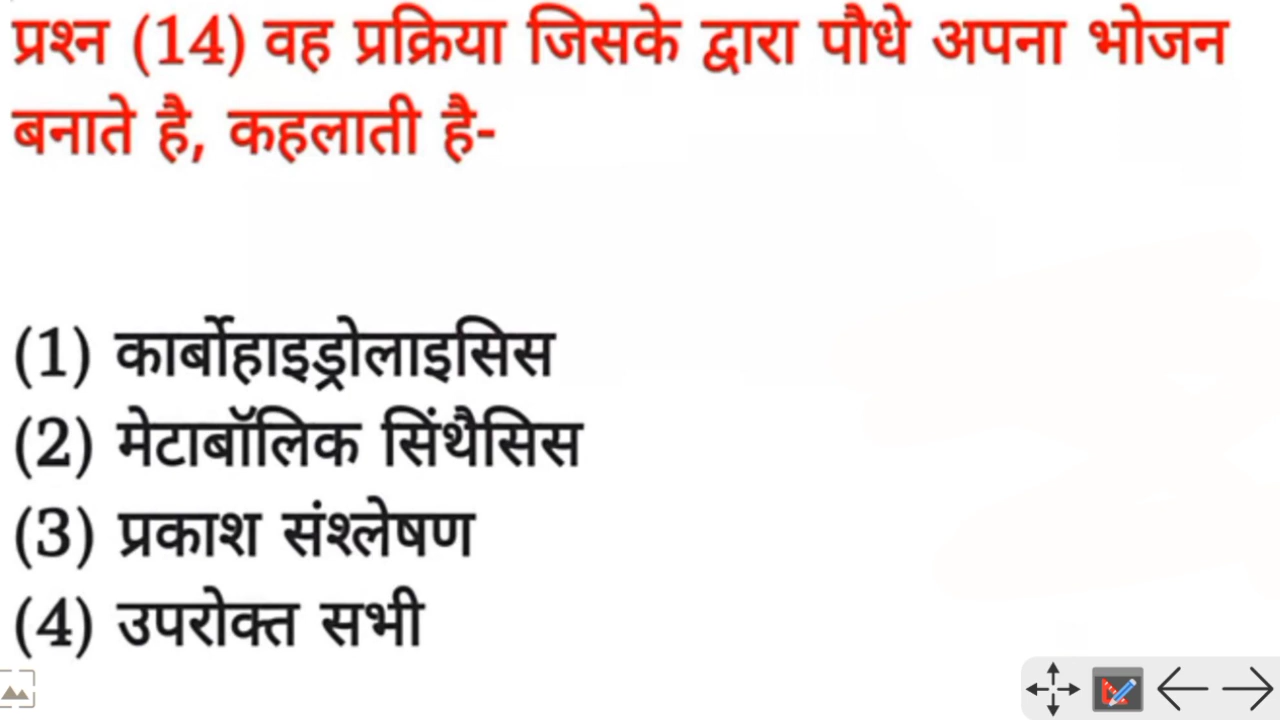 प्रश्न (14) वह प्रक्रिया जिसके द्वारा पौधे अपना भोजन
बनाते है, कहलाती है-
(1) कार्बोहाइड्रोलाइसिस
(2) मेटाबॉलिक सिंथैसिस
(3) प्रकाश संश्लेषण
(4) उपरोक्त सभी